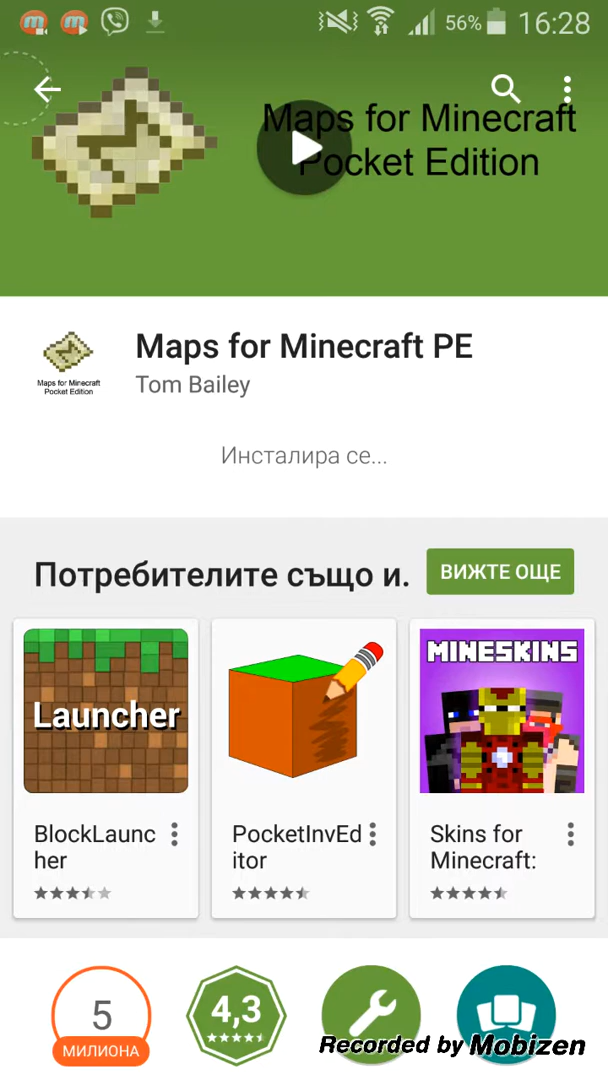 56% 16:28
Maps for Minecraft
Pocket Edition
Maps for Minecraft
Pocket Edition
Maps for Minecraft PE
Tom Bailey
Инсталира се...
Потребителите също и.
ВИЖТЕ ОЩЕ
Launcher
MINESKINS
BlockLaunc
her
PocketInvEd
itor
Skins for
Minecraft:
5
МИЛИОНА
4,3
Recorded by Mobizen